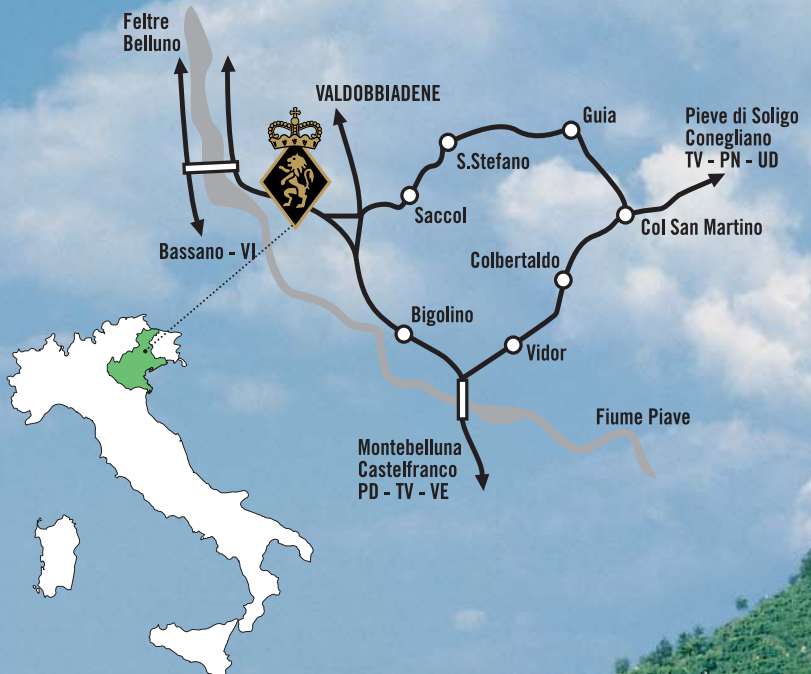 Feltre
Belluno
VALDOBBIADENE
Guia
Pieve di Soligo
Conegliano
TV - PN - UD
S.Stefano
Saccol
Col San Martino
Bassano - VI
Colbertaldo
Bigolino
Vidor
Fiume Piave
Montebelluna
Castelfranco
PD - TV - VE